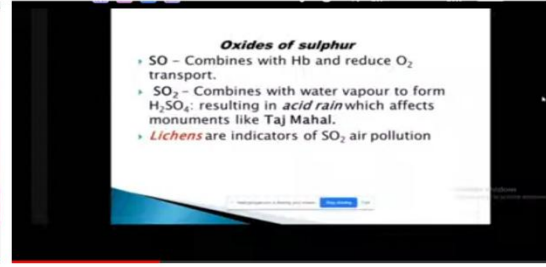 Oxides of sulphur
SO – Combines with Hb and reduce O₂
transport.
SO₂ – Combines with water vapour to form
H₂SO₄: resulting in acid rain which affects
monuments like Taj Mahal.
Lichens are indicators of SO₂ air pollution